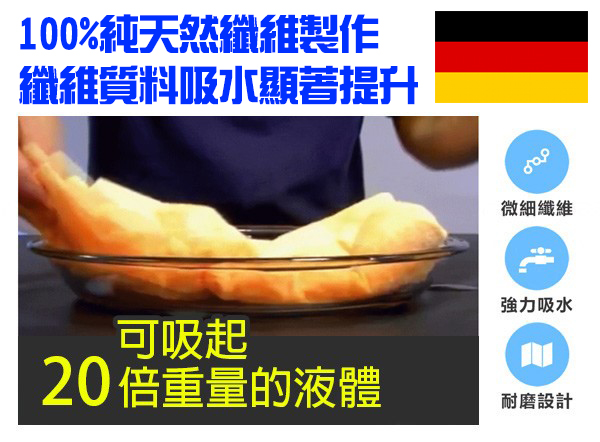 100%純天然纖維製作
纖維質料吸水顯著提升
微細纖維
強力吸水
耐磨設計
可吸起
20倍重量的液體